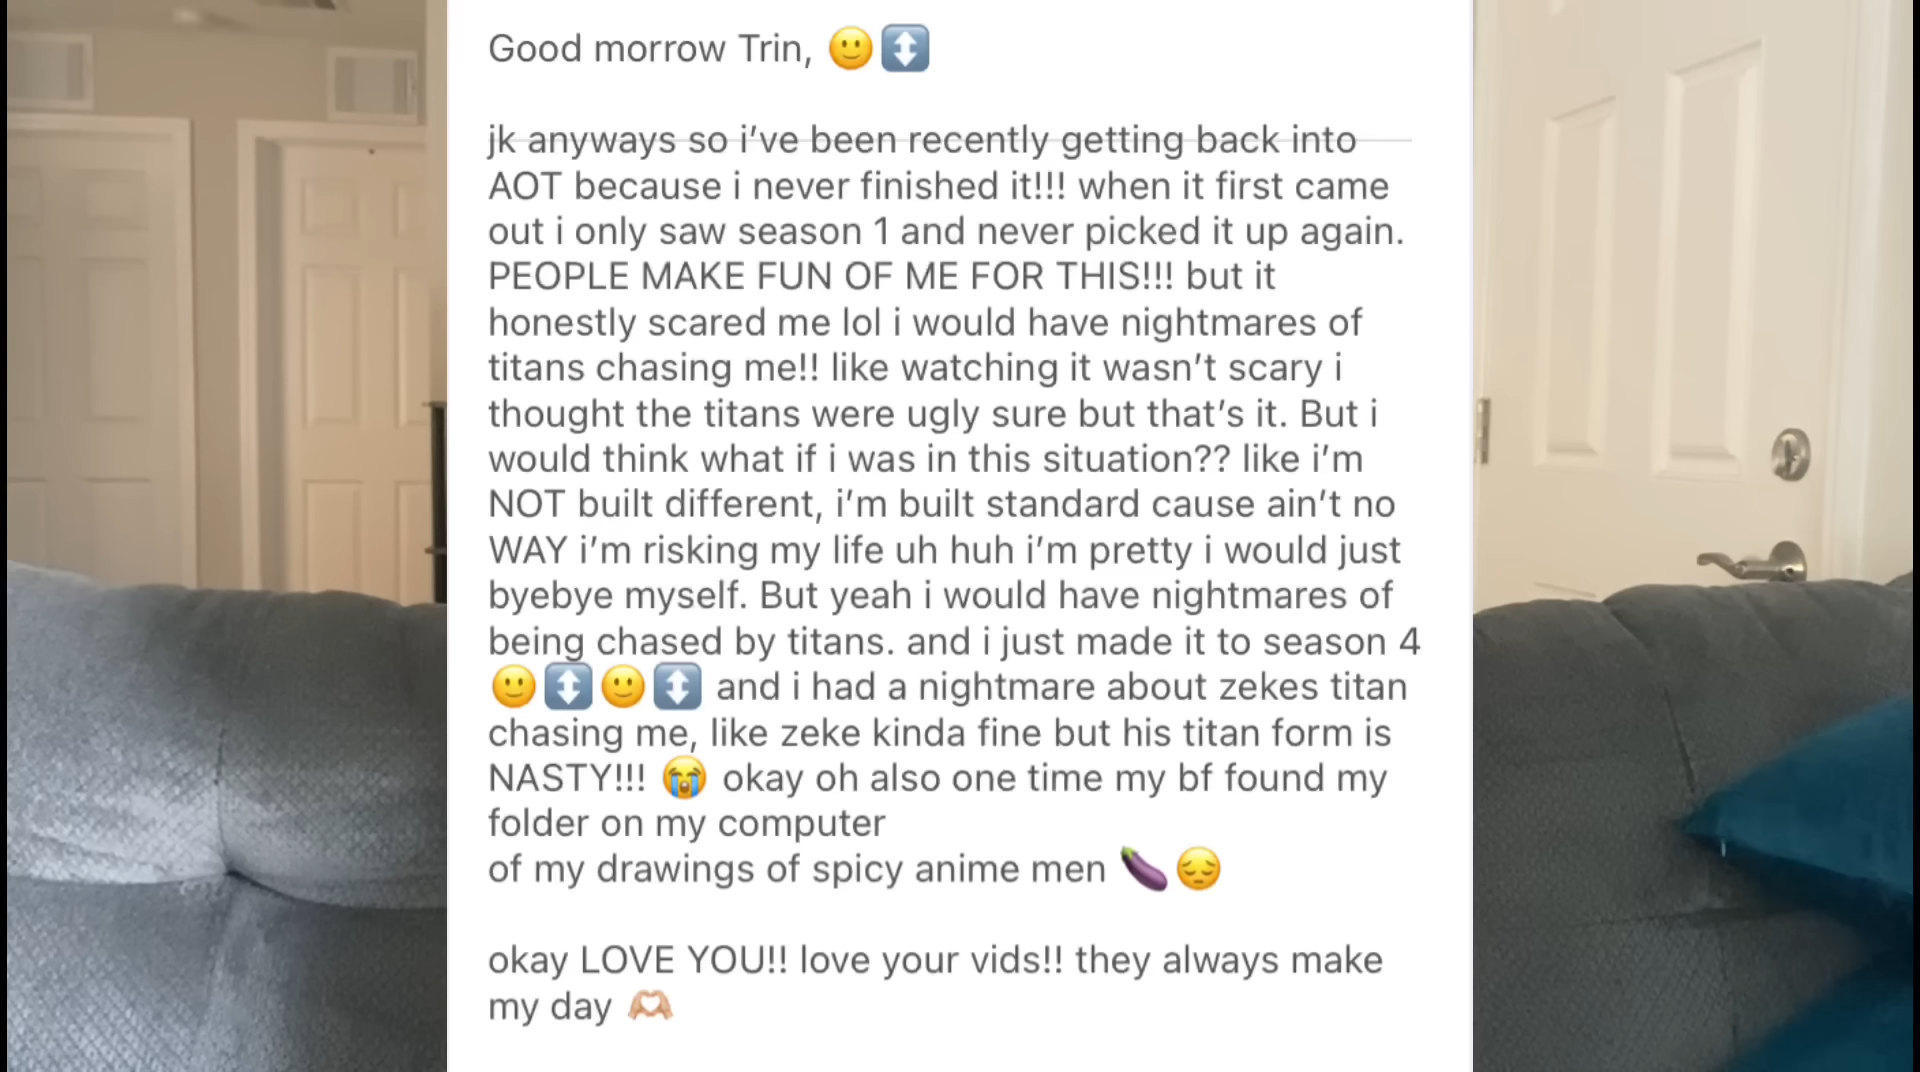 Good morrow Trin, 🙂↕️
jk anyways so i've been recently getting back into
AOT because i never finished it!!! when it first came
out i only saw season 1 and never picked it up again.
PEOPLE MAKE FUN OF ME FOR THIS!!! but it
honestly scared me lol i would have nightmares of
titans chasing me!! like watching it wasn't scary i
thought the titans were ugly sure but that's it. But i
would think what if i was in this situation?? like i'm
NOT built different, i'm built standard cause ain't no
WAY i'm risking my life uh huh i'm pretty i would just
byebye myself. But yeah i would have nightmares of
being chased by titans. and i just made it to season 4
🙂↕️🙂↕️ and i had a nightmare about zekes titan
chasing me, like zeke kinda fine but his titan form is
NASTY!!! 😭 okay oh also one time my bf found my
folder on my computer
of my drawings of spicy anime men 🍆😔
okay LOVE YOU!! love your vids!! they always make
my day 🫶🏼